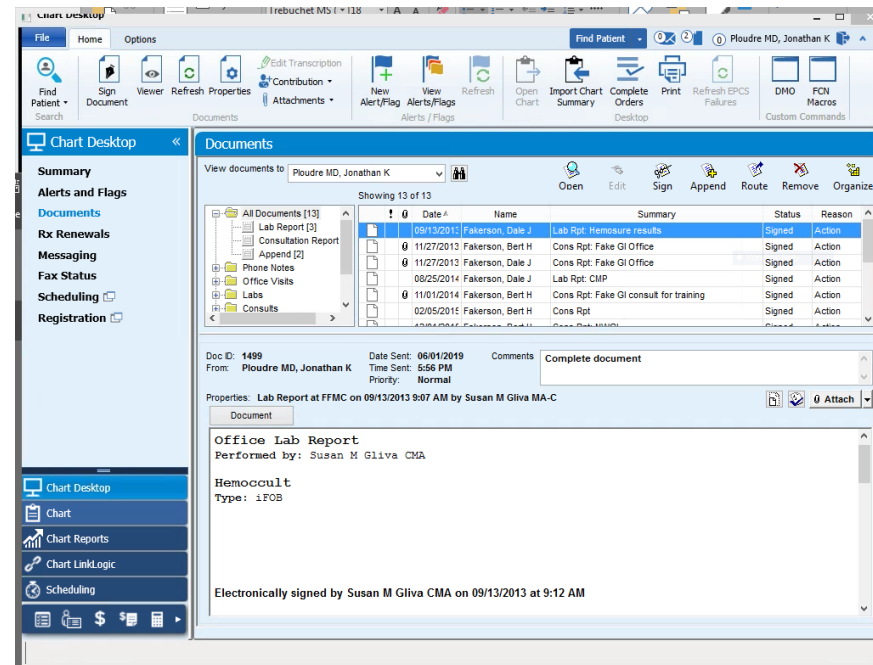 Trebuchet MS ( 18
Chart Desktop
File Home Options Find Patient 0 2 (0) Ploudre MD, Jonathan K
Edit Transcription
Contribution
Attachments
Find Patient Sign Document Viewer Refresh Properties New Alert/Flag View Alerts/Flags Refresh Open Chart Import Chart Summary Complete Orders Print Refresh EPCS Failures DMO FCN Macros
Search Documents Alerts / Flags Desktop Custom Commands
Chart Desktop «
Summary
Alerts and Flags
Documents
Rx Renewals
Messaging
Fax Status
Scheduling
Registration
Documents
View documents to Ploudre MD, Jonathan K
Showing 13 of 13
Open Edit Sign Append Route Remove Organize
All Documents [13]
Lab Report [3]
Consultation Report
Append [2]
Phone Notes
Office Visits
Labs
Consults
! Date Name Summary Status Reason
09/13/2013 Fakerson, Dale J Lab Rpt: Hemosure results Signed Action
11/27/2013 Fakerson, Bert H Cons Rpt: Fake GI Office Signed Action
11/27/2013 Fakerson, Dale J Cons Rpt: Fake GI Office Signed Action
08/25/2014 Fakerson, Dale J Lab Rpt: CMP Signed Action
11/01/2014 Fakerson, Bert H Cons Rpt: Fake GI consult for training Signed Action
02/05/2015 Fakerson, Bert H Cons Rpt Signed Action
Doc ID: 1499 Date Sent: 06/01/2019 Comments Complete document
From: Ploudre MD, Jonathan K Time Sent: 5:56 PM
Priority: Normal
Properties: Lab Report at FFMC on 09/13/2013 9:07 AM by Susan M Gliva MA-C Attach
Document
Office Lab Report
Performed by: Susan M Gliva CMA
Hemoccult
Type: iFOB
Electronically signed by Susan M Gliva CMA on 09/13/2013 at 9:12 AM
Chart Desktop
Chart
Chart Reports
Chart LinkLogic
Scheduling